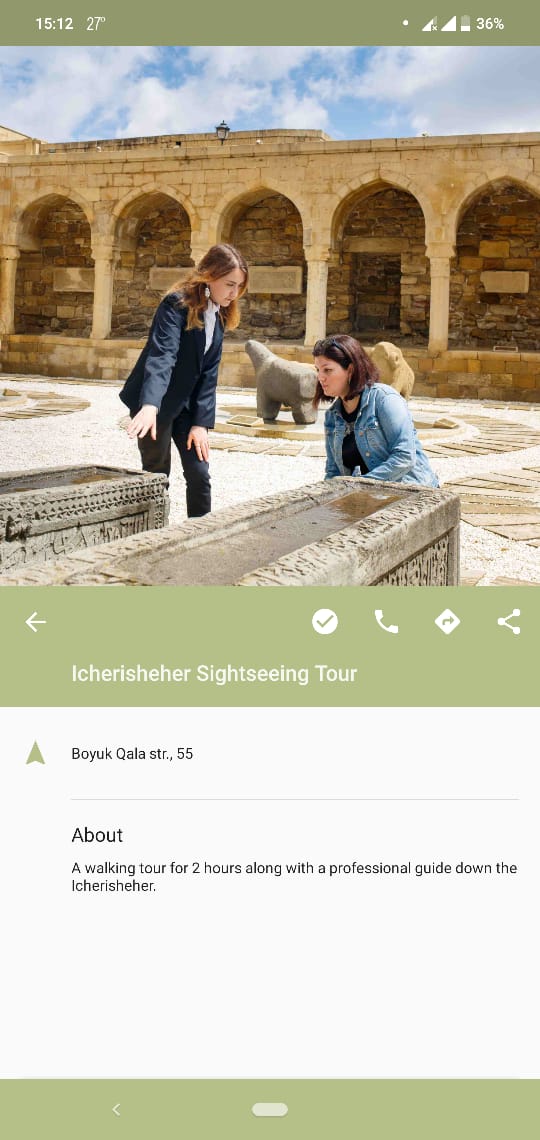 15:12 27° 36%
Icherisheher Sightseeing Tour
Boyuk Qala str., 55
About
A walking tour for 2 hours along with a professional guide down the
Icherisheher.